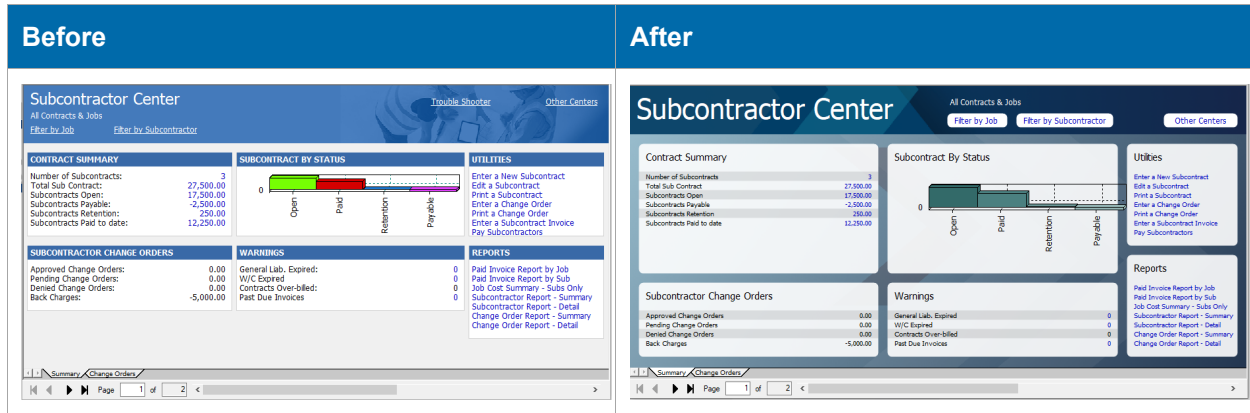 Before
After
Subcontractor Center
All Contracts & Jobs
Filter by Job Filter by Subcontractor
Trouble Shooter Other Centers
CONTRACT SUMMARY
Number of Subcontracts: 3
Total Sub Contract: 27,500.00
Subcontracts Open: 17,500.00
Subcontracts Payable: -2,500.00
Subcontracts Retention: 250.00
Subcontracts Paid to date: 12,250.00
SUBCONTRACT BY STATUS
0
Open Paid Retention Payable
UTILITIES
Enter a New Subcontract
Edit a Subcontract
Print a Subcontract
Enter a Change Order
Print a Change Order
Enter a Subcontract Invoice
Pay Subcontractors
SUBCONTRACTOR CHANGE ORDERS
Approved Change Orders: 0.00
Pending Change Orders: 0.00
Denied Change Orders: 0.00
Back Charges: -5,000.00
WARNINGS
General Liab. Expired: 0
W/C Expired 0
Contracts Over-billed: 0
Past Due Invoices 0
REPORTS
Paid Invoice Report by Job
Paid Invoice Report by Sub
Job Cost Summary - Subs Only
Subcontractor Report - Summary
Subcontractor Report - Detail
Change Order Report - Summary
Change Order Report - Detail
Summary Change Orders
Page 1 of 2
Subcontractor Center
All Contracts & Jobs
Filter by Job Filter by Subcontractor Other Centers
Contract Summary
Number of Subcontracts 3
Total Sub Contract 27,500.00
Subcontracts Open 17,500.00
Subcontracts Payable -2,500.00
Subcontracts Retention 250.00
Subcontracts Paid to date 12,250.00
Subcontract By Status
0
Open Paid Retention Payable
Utilities
Enter a New Subcontract
Edit a Subcontract
Print a Subcontract
Enter a Change Order
Print a Change Order
Enter a Subcontract Invoice
Pay Subcontractors
Subcontractor Change Orders
Approved Change Orders 0.00
Pending Change Orders 0.00
Denied Change Orders 0.00
Back Charges -5,000.00
Warnings
General Liab. Expired 0
W/C Expired 0
Contracts Over-billed 0
Past Due Invoices 0
Reports
Paid Invoice Report by Job
Paid Invoice Report by Sub
Job Cost Summary - Subs Only
Subcontractor Report - Summary
Subcontractor Report - Detail
Change Order Report - Summary
Change Order Report - Detail
Summary Change Orders
Page 1 of 2